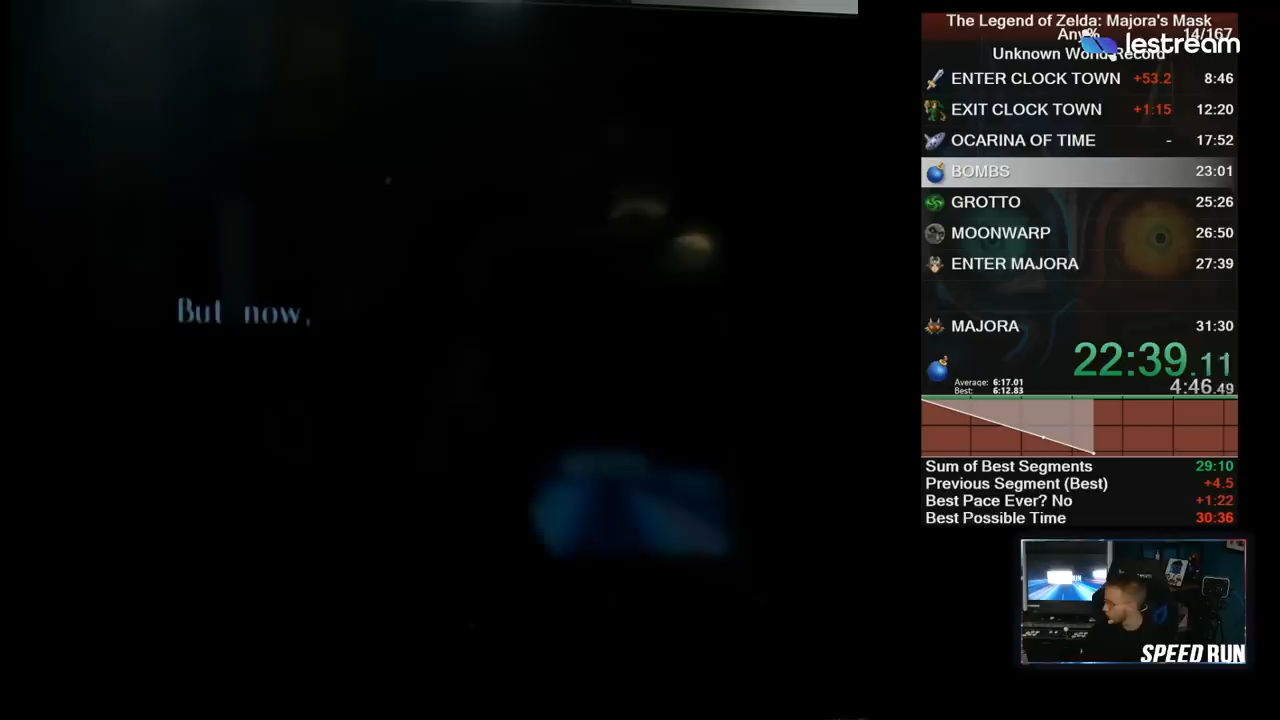 But now,
The Legend of Zelda: Majora's Mask
Any% 14/167
lestream
Unknown World Record
ENTER CLOCK TOWN +53.2 8:46
EXIT CLOCK TOWN +1:15 12:20
OCARINA OF TIME - 17:52
BOMBS 23:01
GROTTO 25:26
MOONWARP 26:50
ENTER MAJORA 27:39
MAJORA 31:30
22:39.11
Average: 6:17.01
Best: 6:12.83
4:46.49
Sum of Best Segments 29:10
Previous Segment (Best) +4.5
Best Pace Ever? No +1:22
Best Possible Time 30:36
SPEED RUN